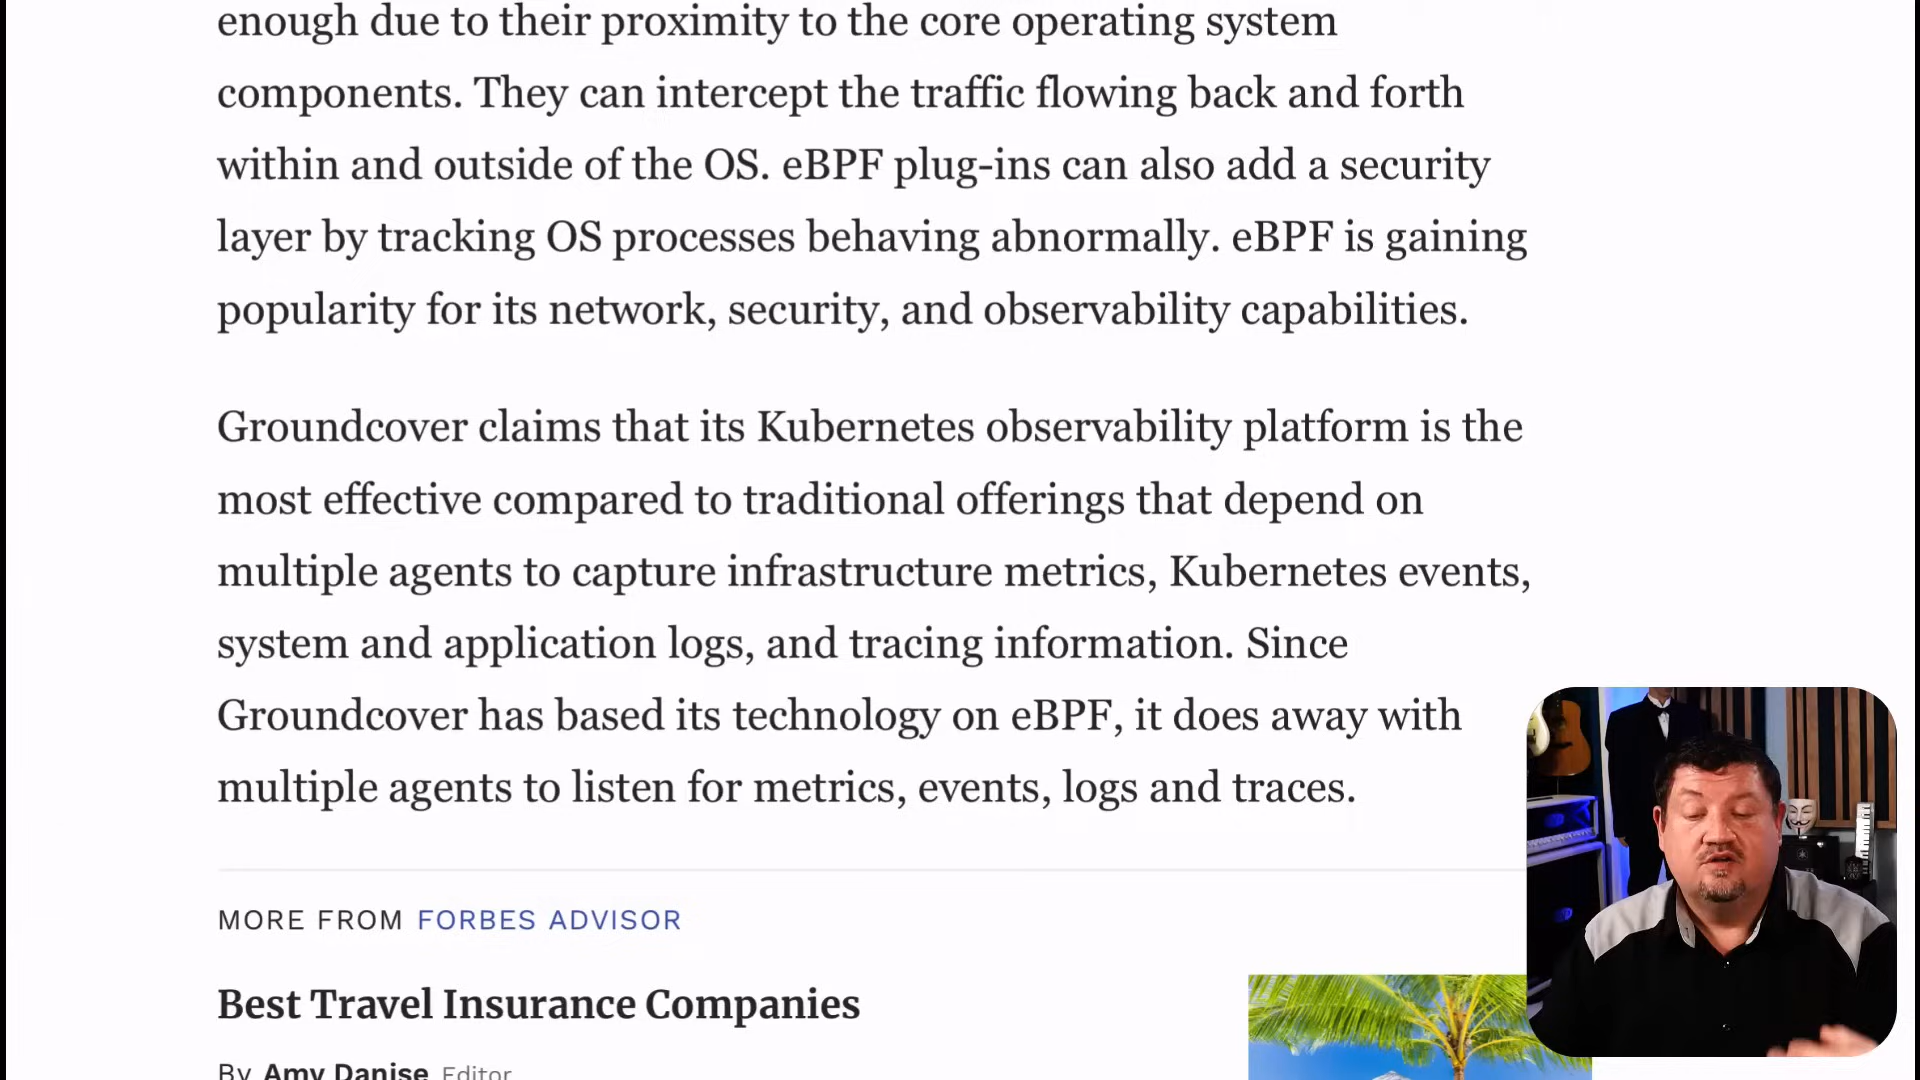 enough due to their proximity to the core operating system
components. They can intercept the traffic flowing back and forth
within and outside of the OS. eBPF plug-ins can also add a security
layer by tracking OS processes behaving abnormally. eBPF is gaining
popularity for its network, security, and observability capabilities.
Groundcover claims that its Kubernetes observability platform is the
most effective compared to traditional offerings that depend on
multiple agents to capture infrastructure metrics, Kubernetes events,
system and application logs, and tracing information. Since
Groundcover has based its technology on eBPF, it does away with
multiple agents to listen for metrics, events, logs and traces.
MORE FROM FORBES ADVISOR
Best Travel Insurance Companies
By Amy Danise Editor